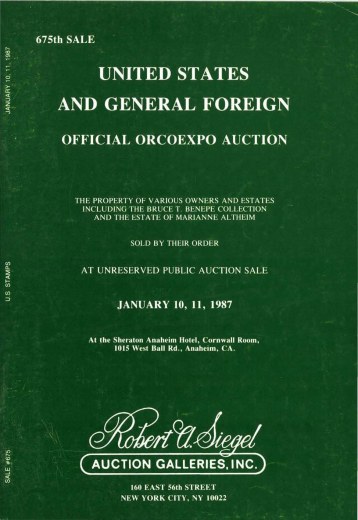 675th SALE
UNITED STATES
AND GENERAL FOREIGN
OFFICIAL ORCOEXPO AUCTION
THE PROPERTY OF VARIOUS OWNERS AND ESTATES
INCLUDING THE BRUCE T. BENEPE COLLECTION
AND THE ESTATE OF MARIANNE ALTHEIM
SOLD BY THEIR ORDER
AT UNRESERVED PUBLIC AUCTION SALE
JANUARY 10, 11, 1987
At the Sheraton Anaheim Hotel, Cornwall Room,
1015 West Ball Rd., Anaheim, CA.
Robert A. Siegel
AUCTION GALLERIES, INC.
160 EAST 56th STREET
NEW YORK CITY, NY 10022
JANUARY 10, 11, 1987
U.S. STAMPS
SALE #675